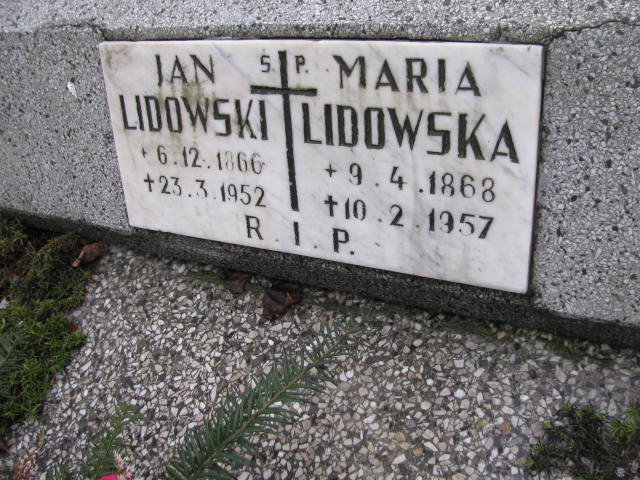 JAN S. P. MARIA
LIDOWSKI LIDOWSKA
+ 6.12.1866 + 9.4.1868
† 23.3.1952 † 10.2.1957
R. I. P.